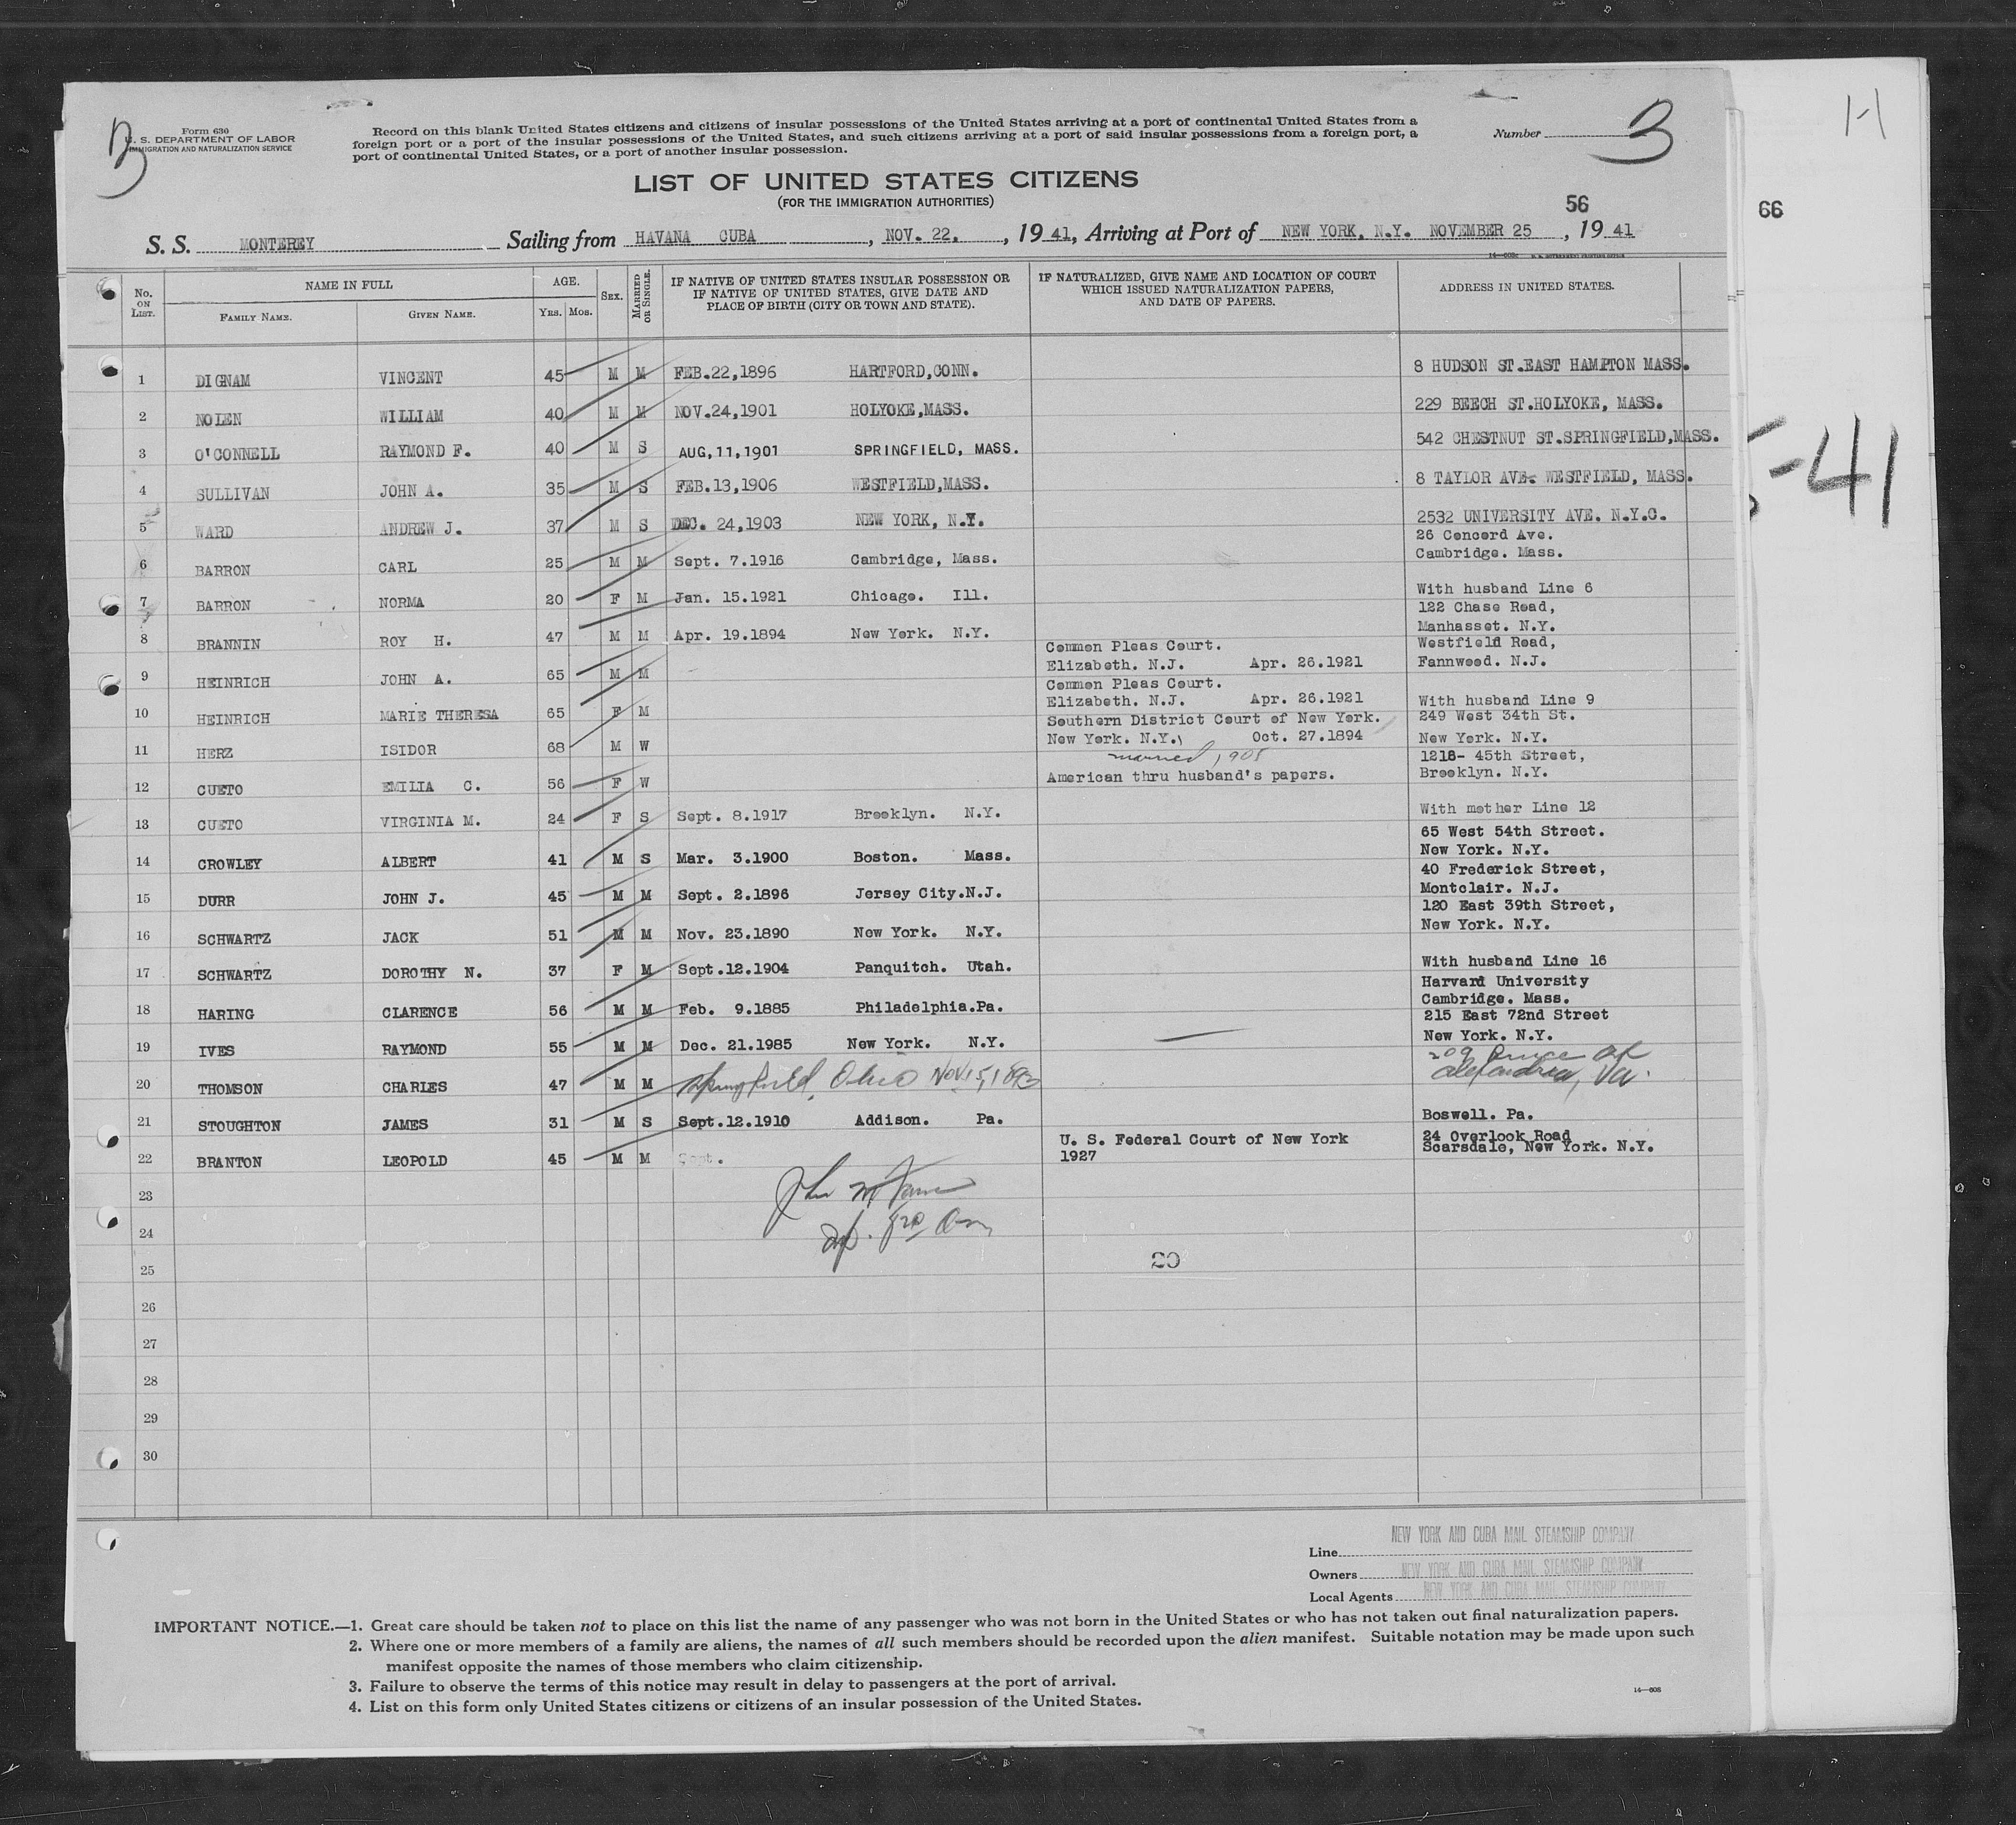 B
Form 630
U. S. DEPARTMENT OF LABOR
IMMIGRATION AND NATURALIZATION SERVICE
Record on this blank United States citizens and citizens of insular possessions of the United States arriving at a port of continental United States from a
foreign port or a port of the insular possessions of the United States, and such citizens arriving at a port of said insular possessions from a foreign port, a
port of continental United States, or a port of another insular possession.
Number 3
H
LIST OF UNITED STATES CITIZENS
(FOR THE IMMIGRATION AUTHORITIES)
56
66
S. S. MONTEREY Sailing from HAVANA CUBA, NOV. 22, , 19 41, Arriving at Port of NEW YORK, N.Y. NOVEMBER 25, 19 41
No. ON LIST. NAME IN FULL FAMILY NAME. GIVEN NAME. AGE. YRS. MOS. SEX. MARRIED OR SINGLE. IF NATIVE OF UNITED STATES INSULAR POSSESSION OR IF NATIVE OF UNITED STATES, GIVE DATE AND PLACE OF BIRTH (CITY OR TOWN AND STATE). IF NATURALIZED, GIVE NAME AND LOCATION OF COURT WHICH ISSUED NATURALIZATION PAPERS, AND DATE OF PAPERS. ADDRESS IN UNITED STATES.
1 DIGNAM VINCENT 45 M M FEB.22,1896 HARTFORD,CONN. 8 HUDSON ST.EAST HAMPTON MASS.
2 NOLEN WILLIAM 40 M M NOV.24,1901 HOLYOKE,MASS. 229 BEECH ST.HOLYOKE, MASS.
3 O'CONNELL RAYMOND F. 40 M S AUG,11,1901 SPRINGFIELD, MASS. 542 CHESTNUT ST.SPRINGFIELD,MASS.
-41
4 SULLIVAN JOHN A. 35 M S FEB.13,1906 WESTFIELD,MASS. 8 TAYLOR AVE. WESTFIELD, MASS.
5 WARD ANDREW J. 37 M S DEC. 24,1903 NEW YORK, N.Y. 2532 UNIVERSITY AVE. N.Y.C.
6 BARRON CARL 25 M M Sept. 7.1916 Cambridge, Mass. 26 Concord Ave. Cambridge. Mass.
7 BARRON NORMA 20 F M Jan. 15.1921 Chicago. Ill. With husband Line 6
8 BRANNIN ROY H. 47 M M Apr. 19.1894 New York. N.Y. 122 Chase Road, Manhasset. N.Y.
9 HEINRICH JOHN A. 65 M M Common Pleas Court. Elizabeth. N.J. Apr. 26.1921 Westfield Road, Fannwood. N.J.
10 HEINRICH MARIE THERESA 65 F M Common Pleas Court. Elizabeth. N.J. Apr. 26.1921 With husband Line 9
11 HERZ ISIDOR 68 M W Southern District Court of New York. New York. N.Y. Oct. 27.1894 249 West 34th St. New York. N.Y.
married 1905
12 CUETO EMILIA C. 56 F W American thru husband's papers. 1218- 45th Street, Brooklyn. N.Y.
13 CUETO VIRGINIA M. 24 F S Sept. 8.1917 Brooklyn. N.Y. With mother Line 12
14 CROWLEY ALBERT 41 M S Mar. 3.1900 Boston. Mass. 65 West 54th Street. New York. N.Y.
15 DURR JOHN J. 45 M M Sept. 2.1896 Jersey City.N.J. 40 Frederick Street, Montclair. N.J.
16 SCHWARTZ JACK 51 M M Nov. 23.1890 New York. N.Y. 120 East 39th Street, New York. N.Y.
17 SCHWARTZ DOROTHY N. 37 F M Sept.12.1904 Panquitch. Utah. With husband Line 16
18 HARING CLARENCE 56 M M Feb. 9.1885 Philadelphia.Pa. Harvard University Cambridge. Mass.
19 IVES RAYMOND 55 M M Dec. 21.1985 New York. N.Y. 215 East 72nd Street New York. N.Y.
20 THOMSON CHARLES 47 M M Springfield, Ohio Nov.15,1893 209 St Alexandria, Va.
21 STOUGHTON JAMES 31 M S Sept.12.1910 Addison. Pa. Boswell. Pa.
22 BRANTON LEOPOLD 45 M M Sept. U. S. Federal Court of New York 1927 24 Overlook Road Scarsdale, New York. N.Y.
23
24
25 20
26
27
28
29
30
Line NEW YORK AND CUBA MAIL STEAMSHIP COMPANY
Owners NEW YORK AND CUBA MAIL STEAMSHIP COMPANY
Local Agents NEW YORK AND CUBA MAIL STEAMSHIP COMPANY
IMPORTANT NOTICE.—1. Great care should be taken not to place on this list the name of any passenger who was not born in the United States or who has not taken out final naturalization papers.
2. Where one or more members of a family are aliens, the names of all such members should be recorded upon the alien manifest. Suitable notation may be made upon such
manifest opposite the names of those members who claim citizenship.
3. Failure to observe the terms of this notice may result in delay to passengers at the port of arrival.
4. List on this form only United States citizens or citizens of an insular possession of the United States.
14—608